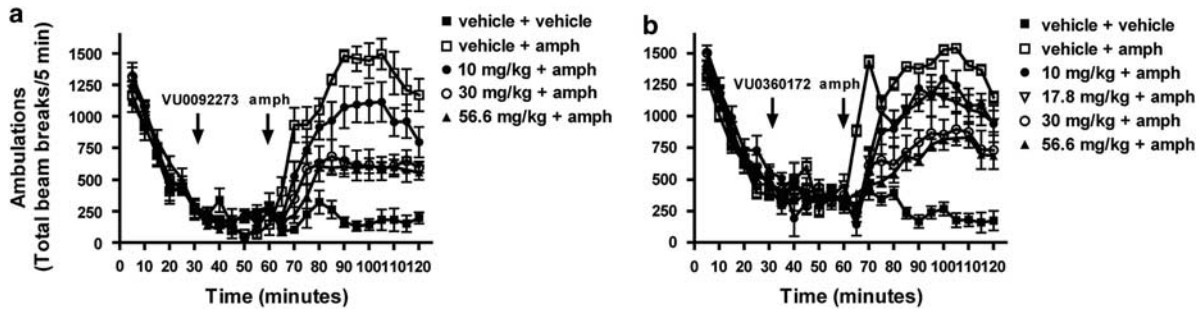 a
Ambulations
(Total beam breaks/5 min)
1500
1250
1000
750
500
250
0
VU0092273 amph
0 10 20 30 40 50 60 70 80 90 100110120
Time (minutes)
vehicle + vehicle
vehicle + amph
10 mg/kg + amph
30 mg/kg + amph
56.6 mg/kg + amph
b
1500
1250
1000
750
500
250
0
VU0360172 amph
0 10 20 30 40 50 60 70 80 90 100110120
Time (minutes)
vehicle + vehicle
vehicle + amph
10 mg/kg + amph
17.8 mg/kg + amph
30 mg/kg + amph
56.6 mg/kg + amph